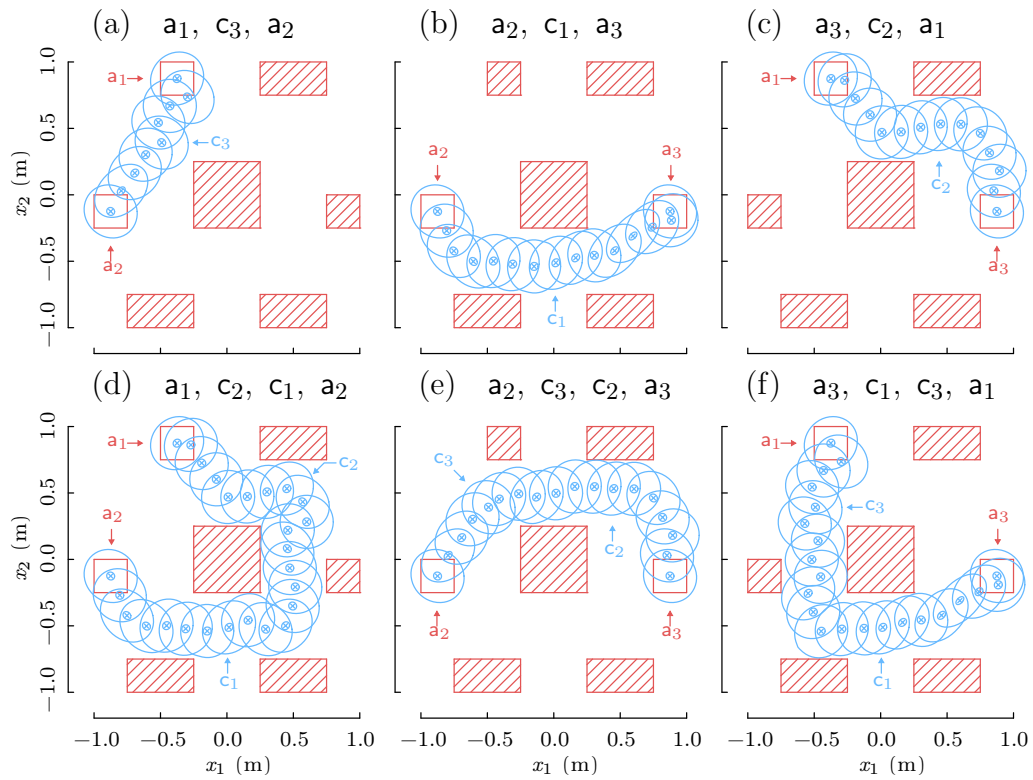 (a) a₁, c₃, a₂
(b) a₂, c₁, a₃
(c) a₃, c₂, a₁
x₂ (m)
1.0
0.5
0.0
−0.5
−1.0
a₁
c₃
a₂
a₂
a₃
c₁
a₁
c₂
a₃
(d) a₁, c₂, c₁, a₂
(e) a₂, c₃, c₂, a₃
(f) a₃, c₁, c₃, a₁
x₂ (m)
1.0
0.5
0.0
−0.5
−1.0
a₁
c₂
a₂
c₁
c₃
c₂
a₂
a₃
a₁
c₃
a₃
c₁
−1.0 −0.5 0.0 0.5 1.0
−1.0 −0.5 0.0 0.5 1.0
−1.0 −0.5 0.0 0.5 1.0
x₁ (m)
x₁ (m)
x₁ (m)